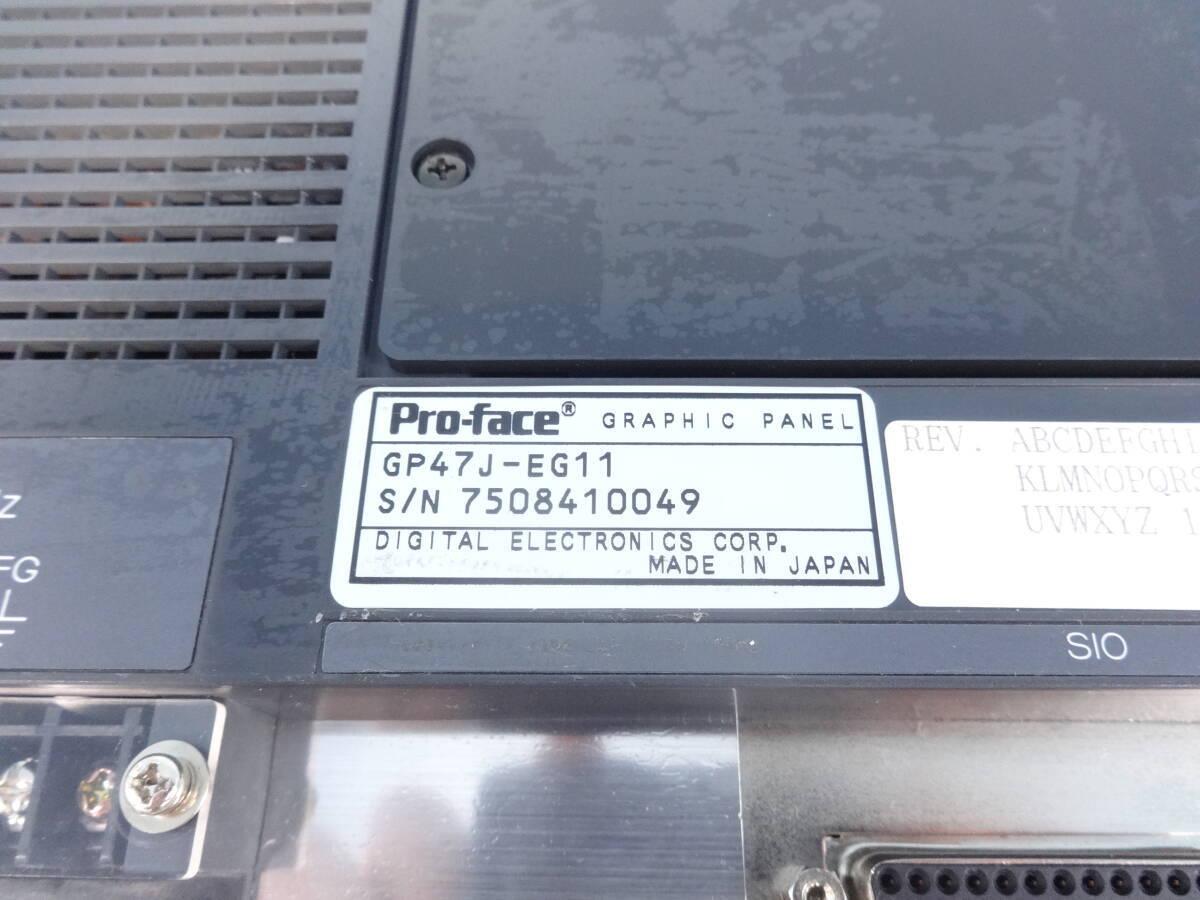 Pro-face® GRAPHIC PANEL
GP47J-EG11
S/N 7508410049
DIGITAL ELECTRONICS CORP.
MADE IN JAPAN
REV. ABCDEFGHI
KLMNOPQRS
UVWXYZ 1
z
FG
SIO